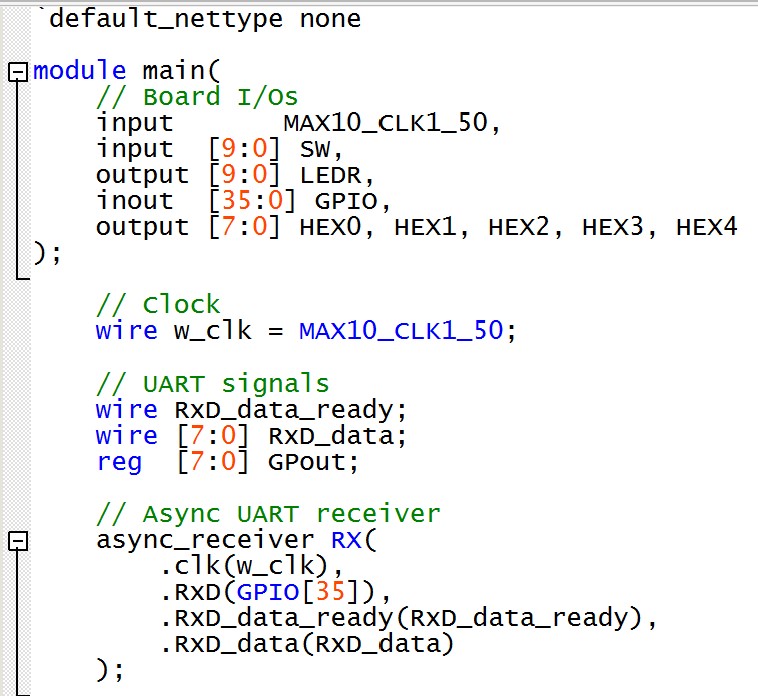 `default_nettype none
module main(
// Board I/Os
input MAX10_CLK1_50,
input [9:0] SW,
output [9:0] LEDR,
inout [35:0] GPIO,
output [7:0] HEX0, HEX1, HEX2, HEX3, HEX4
);
// Clock
wire w_clk = MAX10_CLK1_50;
// UART signals
wire RxD_data_ready;
wire [7:0] RxD_data;
reg [7:0] GPout;
// Async UART receiver
async_receiver RX(
.clk(w_clk),
.RxD(GPIO[35]),
.RxD_data_ready(RxD_data_ready),
.RxD_data(RxD_data)
);